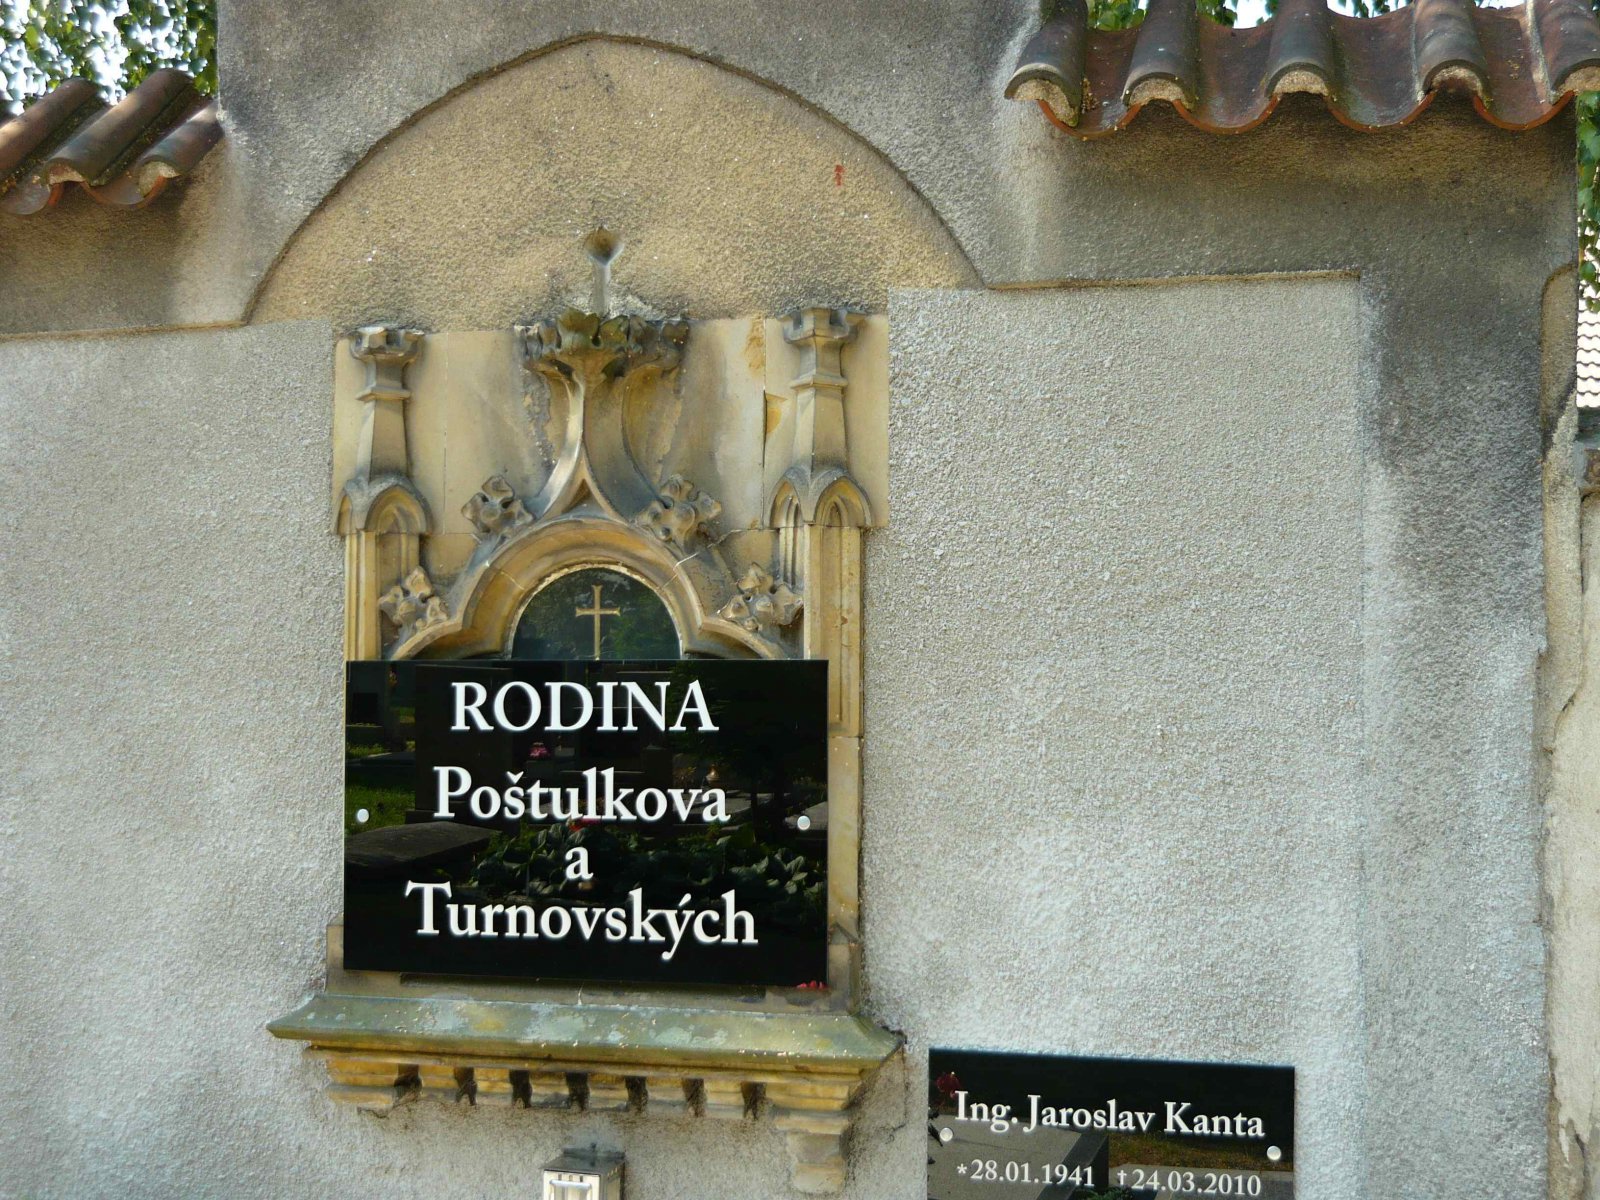 RODINA
Poštulkova
a
Turnovských
Ing. Jaroslav Kanta
*28.01.1941 †24.03.2010